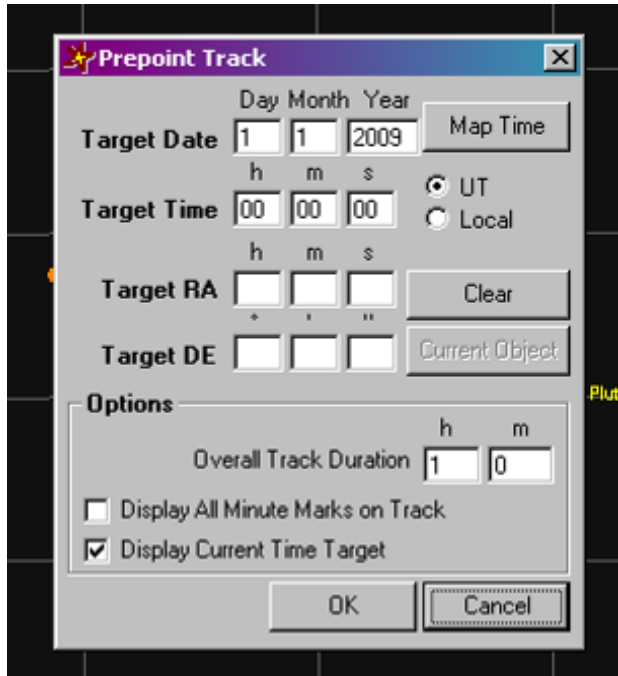 Prepoint Track
Day Month Year
Target Date 1 1 2009 Map Time
h m s
Target Time 00 00 00 UT
Local
h m s
Target RA Clear
° ' "
Target DE Current Object
Plut
Options
h m
Overall Track Duration 1 0
Display All Minute Marks on Track
Display Current Time Target
OK Cancel